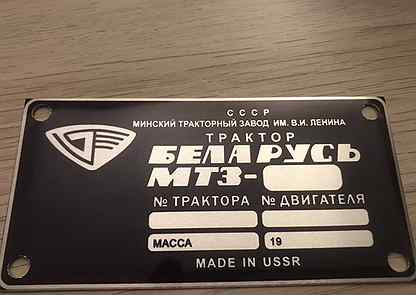 СССР
МИНСКИЙ ТРАКТОРНЫЙ ЗАВОД ИМ. В.И. ЛЕНИНА
ТРАКТОР
БЕЛАРУСЬ
МТЗ-
№ ТРАКТОРА № ДВИГАТЕЛЯ
МАССА 19
MADE IN USSR